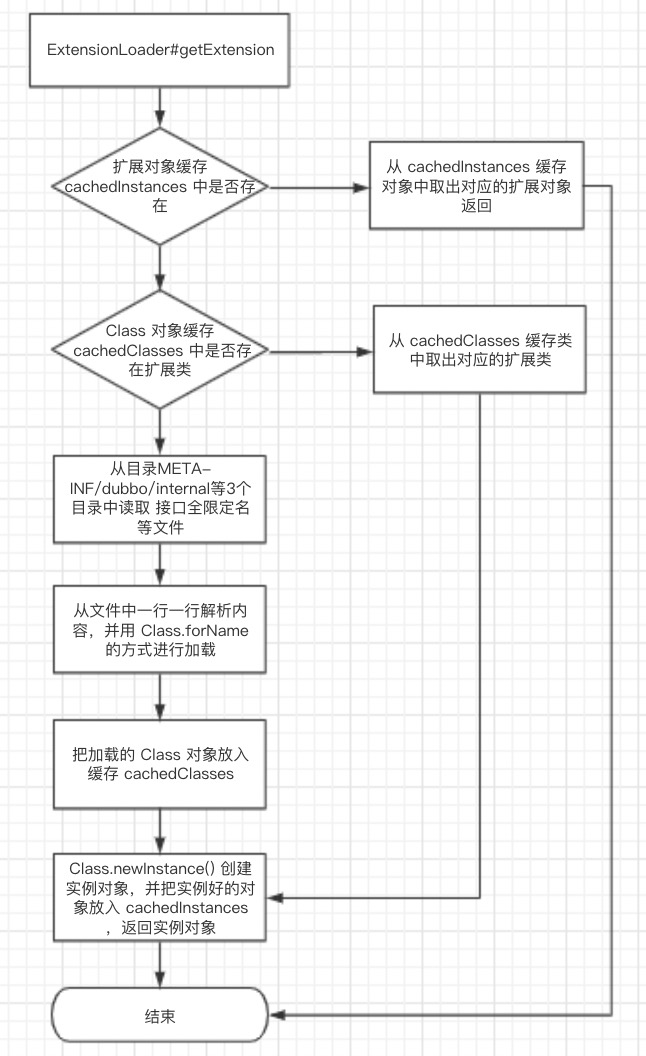 ExtensionLoader#getExtension
扩展对象缓存
cachedInstances 中是否存
在
从 cachedInstances 缓存
对象中取出对应的扩展对象
返回
Class 对象缓存
cachedClasses 中是否存
在扩展类
从 cachedClasses 缓存类
中取出对应的扩展类
从目录META-
INF/dubbo/internal等3个
目录中读取 接口全限定名
等文件
从文件中一行一行解析内
容，并用 Class.forName
的方式进行加载
把加载的 Class 对象放入
缓存 cachedClasses
Class.newInstance() 创建
实例对象，并把实例好的对
象放入 cachedInstances
，返回实例对象
结束